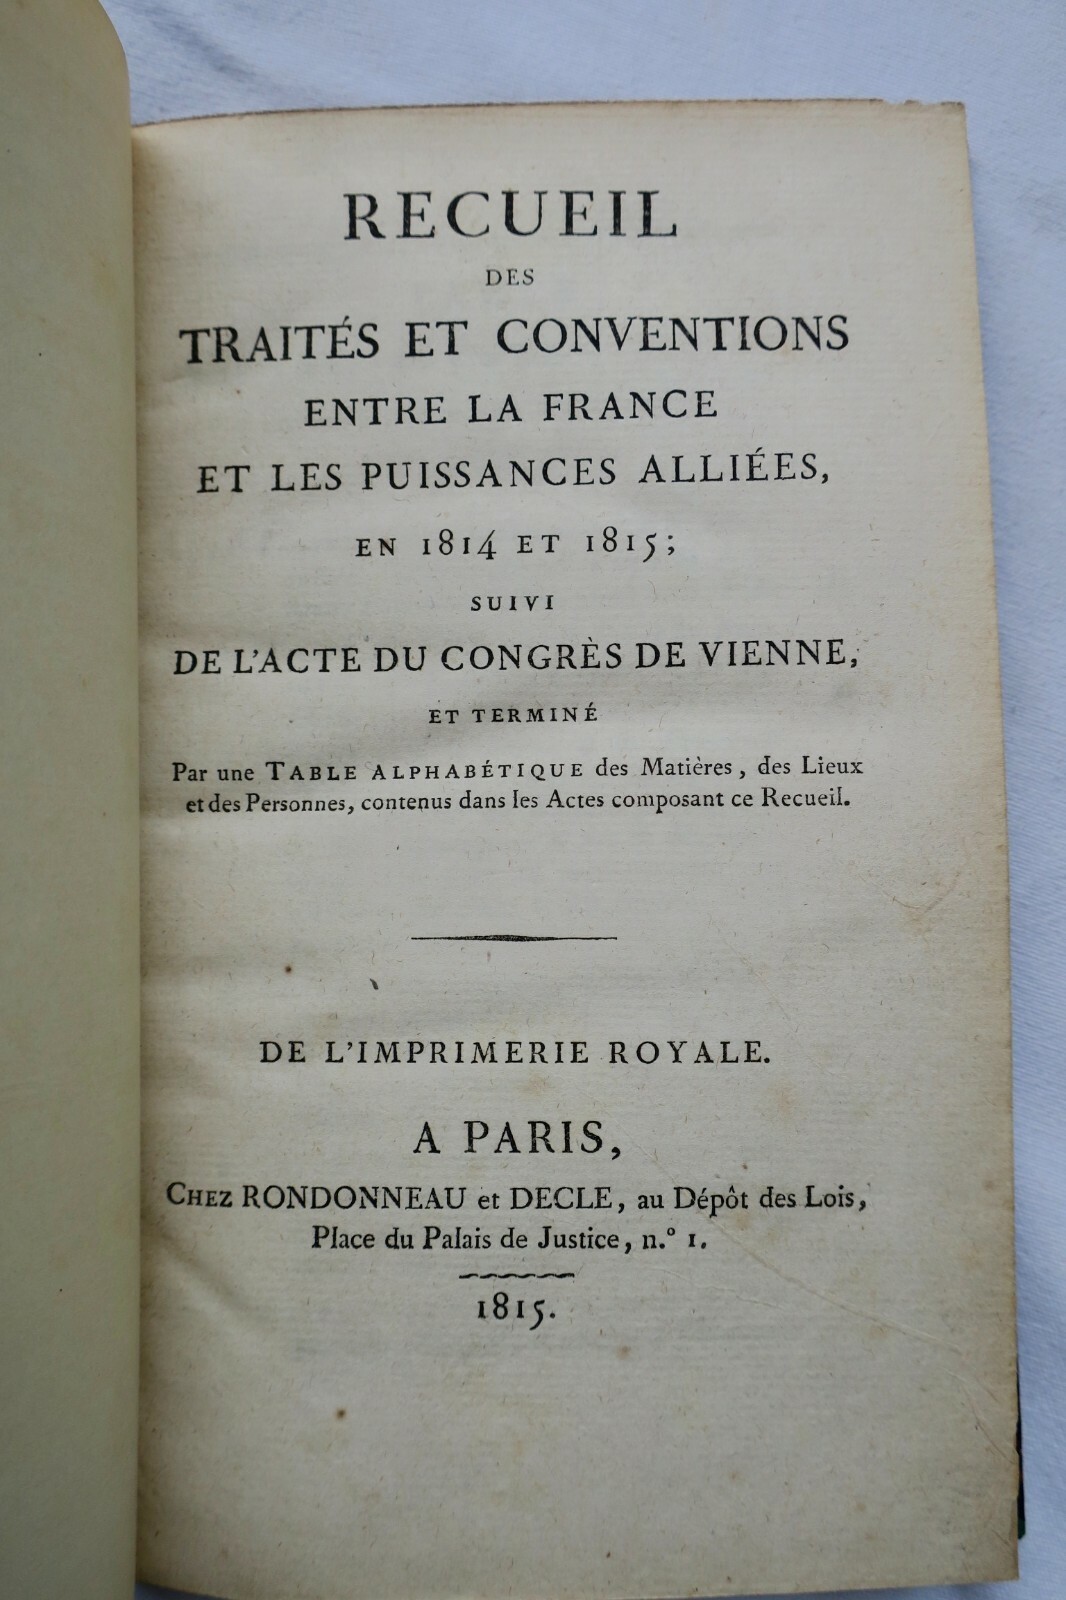 RECUEIL
DES
TRAITÉS ET CONVENTIONS
ENTRE LA FRANCE
ET LES PUISSANCES ALLIÉES,
EN 1814 ET 1815;
SUIVI
DE L'ACTE DU CONGRÈS DE VIENNE,
ET TERMINÉ
Par une TABLE ALPHABÉTIQUE des Matières, des Lieux
et des Personnes, contenus dans les Actes composant ce Recueil.
DE L'IMPRIMERIE ROYALE.
A PARIS,
CHEZ RONDONNEAU et DECLE, au Dépôt des Lois,
Place du Palais de Justice, n.º 1.
1815.